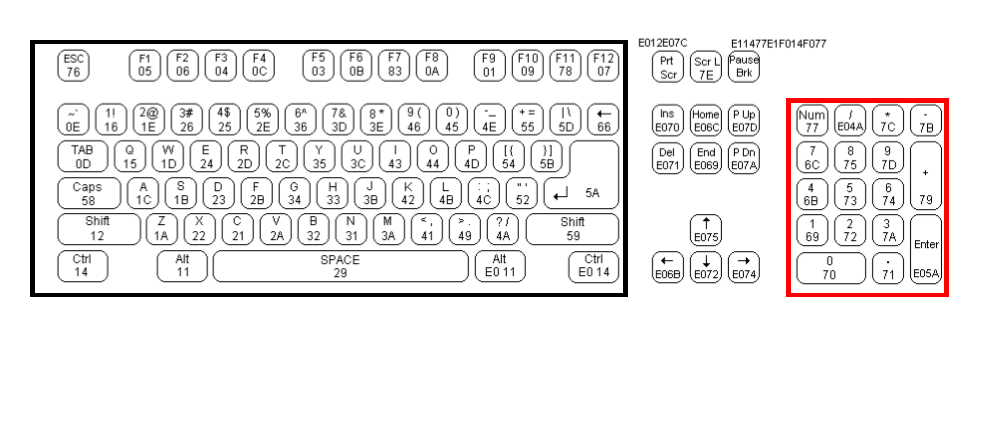 E012E07C E11477E1F014F077
ESC F1 F2 F3 F4 F5 F6 F7 F8 F9 F10 F11 F12 Prt Scr L Pause
76 05 06 04 0C 03 0B 83 0A 01 09 78 07 Scr 7E Brk
~` 1! 2@ 3# 4$ 5% 6^ 7& 8* 9( 0) -_ += |\ ← Ins Home P Up Num / * -
0E 16 1E 26 25 2E 36 3D 3E 46 45 4E 55 5D 66 E070 E06C E07D 77 E04A 7C 7B
TAB Q W E R T Y U I O P [{ }] Del End P Dn 7 8 9 +
0D 15 1D 24 2D 2C 35 3C 43 44 4D 54 5B E071 E069 E07A 6C 75 7D 79
Caps A S D F G H J K L ;: "' ↵ 5A 4 5 6
58 1C 1B 23 2B 34 33 3B 42 4B 4C 52 6B 73 74
Shift Z X C V B N M <, >. ?/ Shift ↑ 1 2 3 Enter
12 1A 22 21 2A 32 31 3A 41 49 4A 59 E075 69 72 7A E05A
Ctrl Alt SPACE Alt Ctrl ← ↓ → 0 .
14 11 29 E0 11 E0 14 E06B E072 E074 70 71